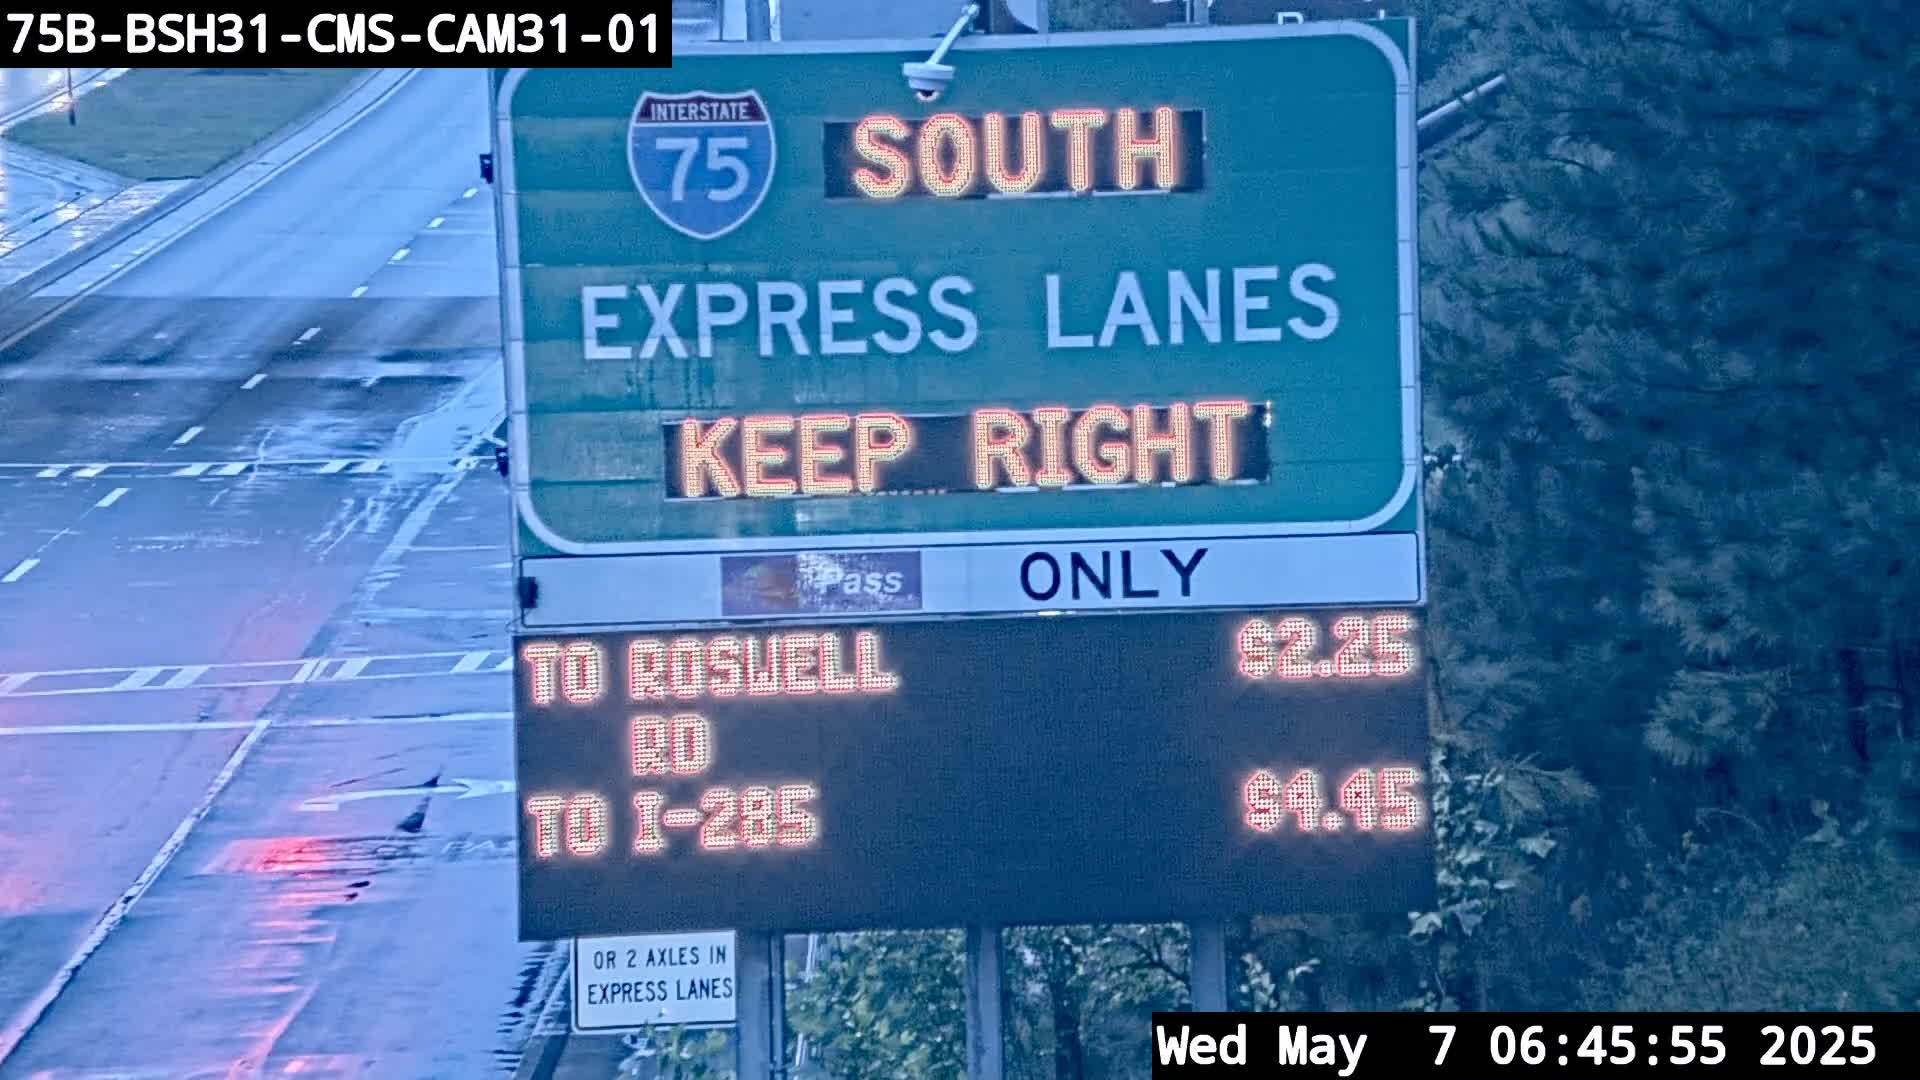 75B-BSH31-CMS-CAM31-01
INTERSTATE
75
SOUTH
EXPRESS LANES
KEEP RIGHT
Pass ONLY
TO ROSWELL $2.25
RD
TO I-285 $4.45
OR 2 AXLES IN
EXPRESS LANES
Wed May 7 06:45:55 2025